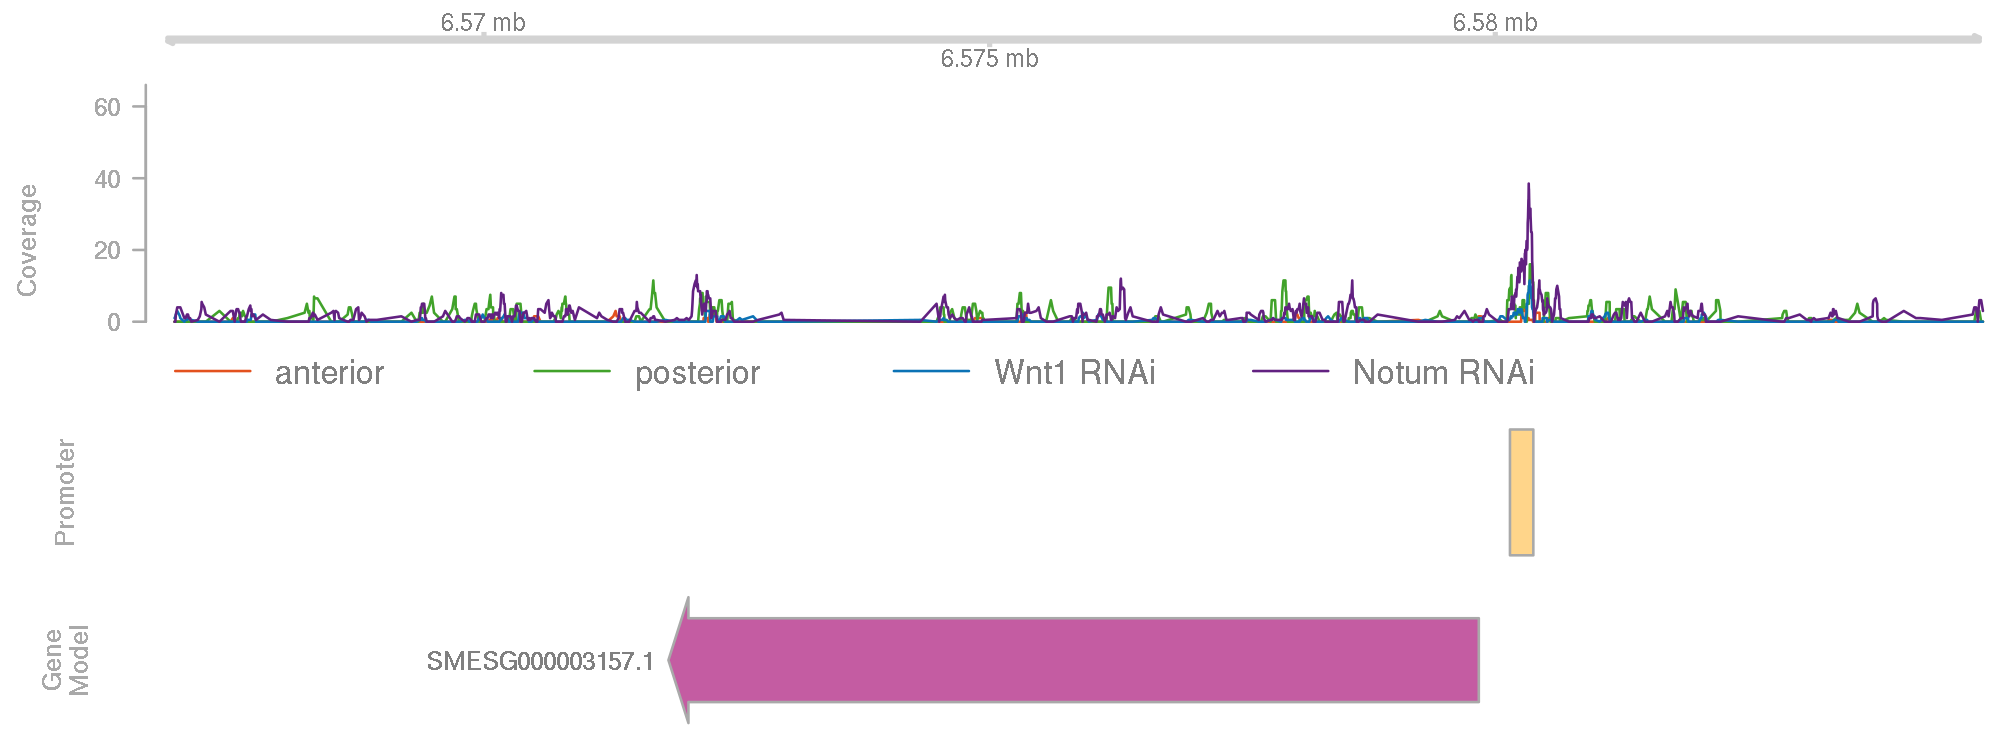 6.57 mb
6.58 mb
6.575 mb
Coverage
60
40
20
0
anterior posterior Wnt1 RNAi Notum RNAi
Promoter
Gene
Model
SMESG000003157.1